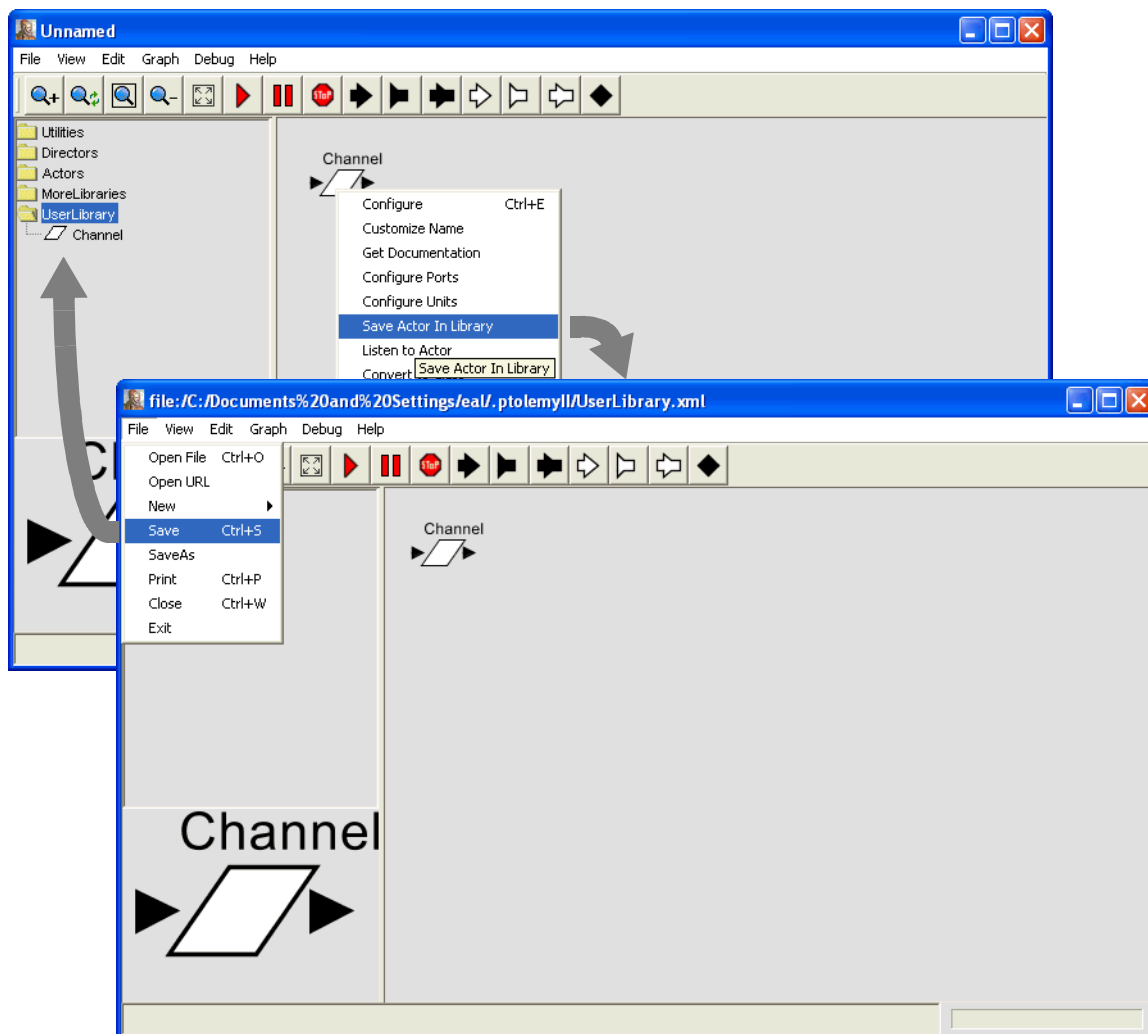 Unnamed
File View Edit Graph Debug Help
STOP
Utilities
Directors
Actors
MoreLibraries
UserLibrary
Channel
Channel
Configure Ctrl+E
Customize Name
Get Documentation
Configure Ports
Configure Units
Save Actor In Library
Listen to Actor
Convert
Save Actor In Library
file:/C:/Documents%20and%20Settings/eal/.ptolemyII/UserLibrary.xml
File View Edit Graph Debug Help
STOP
Open File Ctrl+O
Open URL
New
Save Ctrl+S
SaveAs
Print Ctrl+P
Close Ctrl+W
Exit
Channel
Channel